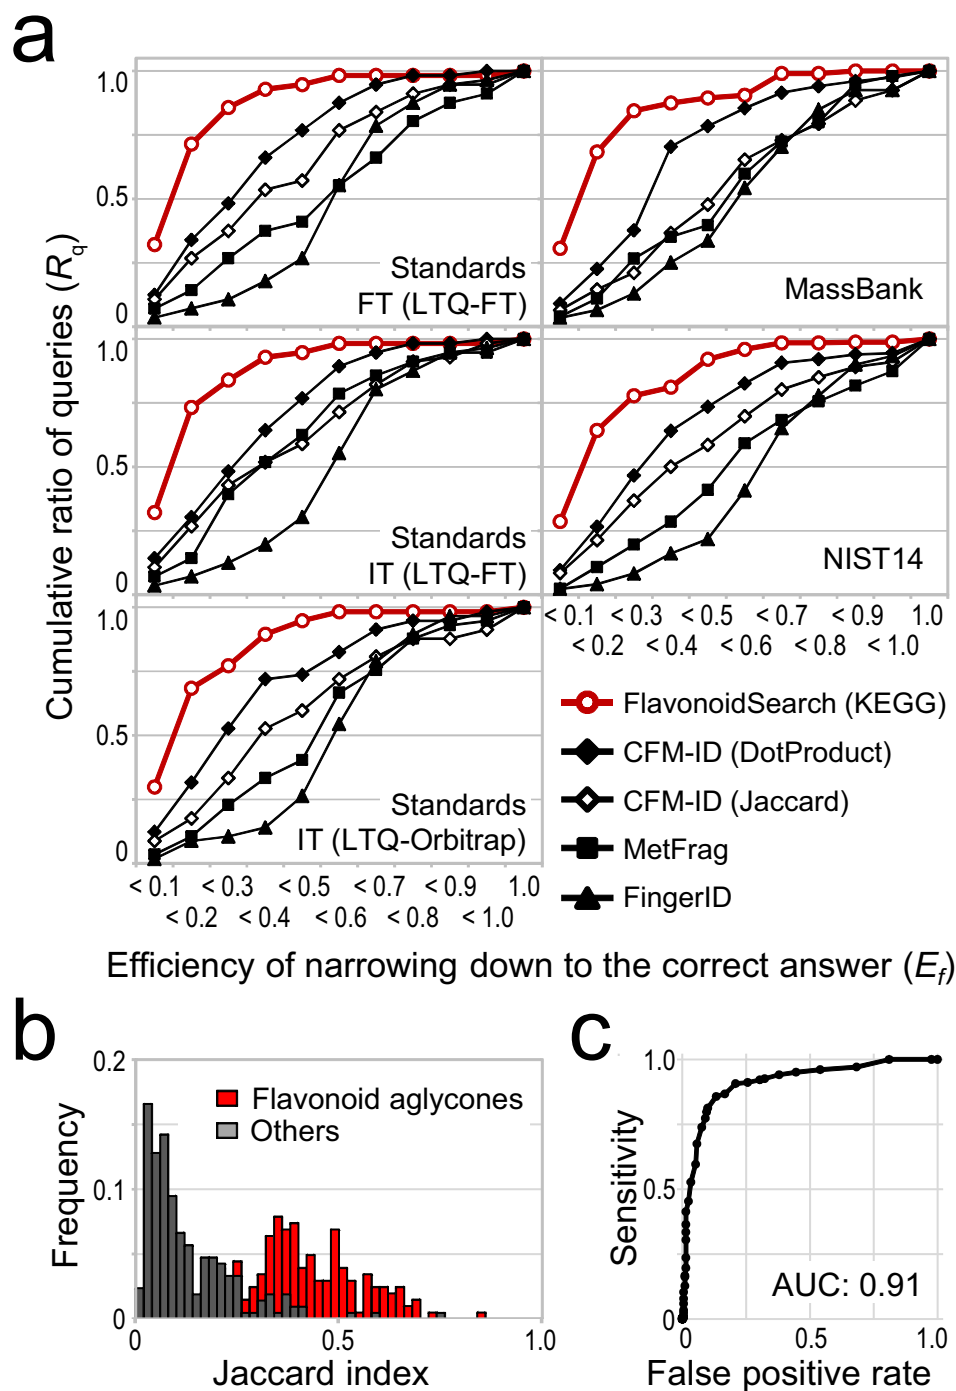 a
Cumulative ratio of queries (Rq)
1.0
0.5
0
Standards
FT (LTQ-FT)
MassBank
1.0
0.5
0
Standards
IT (LTQ-FT)
NIST14
1.0
0.5
0
Standards
IT (LTQ-Orbitrap)
< 0.1 < 0.3 < 0.5 < 0.7 < 0.9 1.0
< 0.2 < 0.4 < 0.6 < 0.8 < 1.0
FlavonoidSearch (KEGG)
CFM-ID (DotProduct)
CFM-ID (Jaccard)
MetFrag
FingerID
< 0.1 < 0.3 < 0.5 < 0.7 < 0.9 1.0
< 0.2 < 0.4 < 0.6 < 0.8 < 1.0
Efficiency of narrowing down to the correct answer (Ef)
b
Frequency
0.2
0.1
0
Flavonoid aglycones
Others
0 0.5 1.0
Jaccard index
c
Sensitivity
1.0
0.5
0
AUC: 0.91
0 0.5 1.0
False positive rate